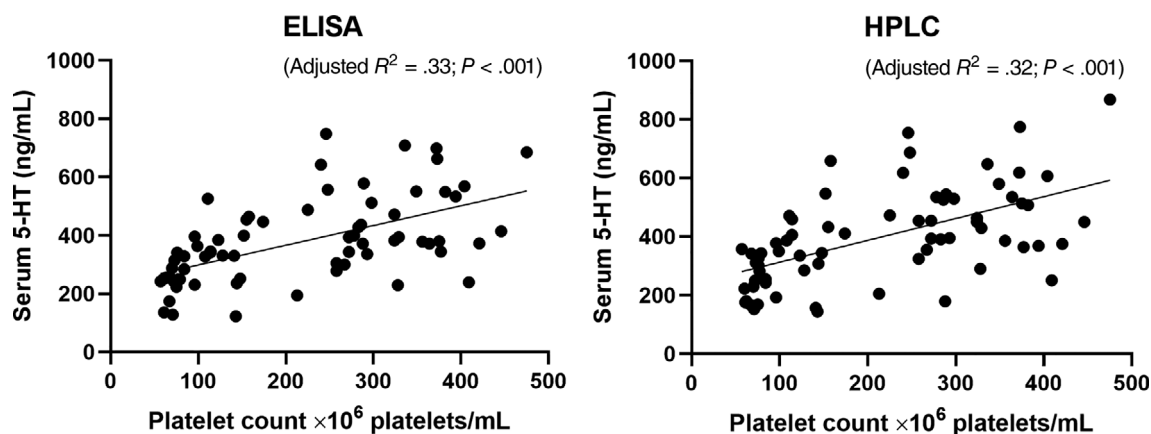 ELISA
(Adjusted R² = .33; P < .001)
1000
800
600
400
200
0
Serum 5-HT (ng/mL)
0 100 200 300 400 500
Platelet count ×10⁶ platelets/mL
HPLC
(Adjusted R² = .32; P < .001)
1000
800
600
400
200
0
Serum 5-HT (ng/mL)
0 100 200 300 400 500
Platelet count ×10⁶ platelets/mL